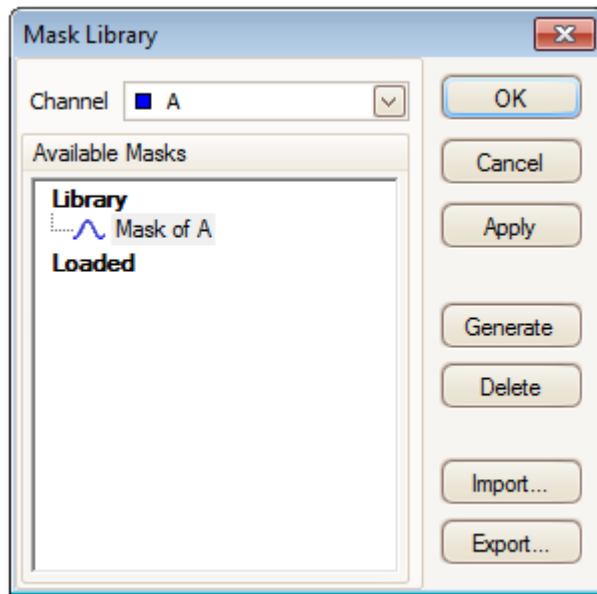 Mask Library
Channel A
Available Masks
Library
Mask of A
Loaded
OK
Cancel
Apply
Generate
Delete
Import...
Export...